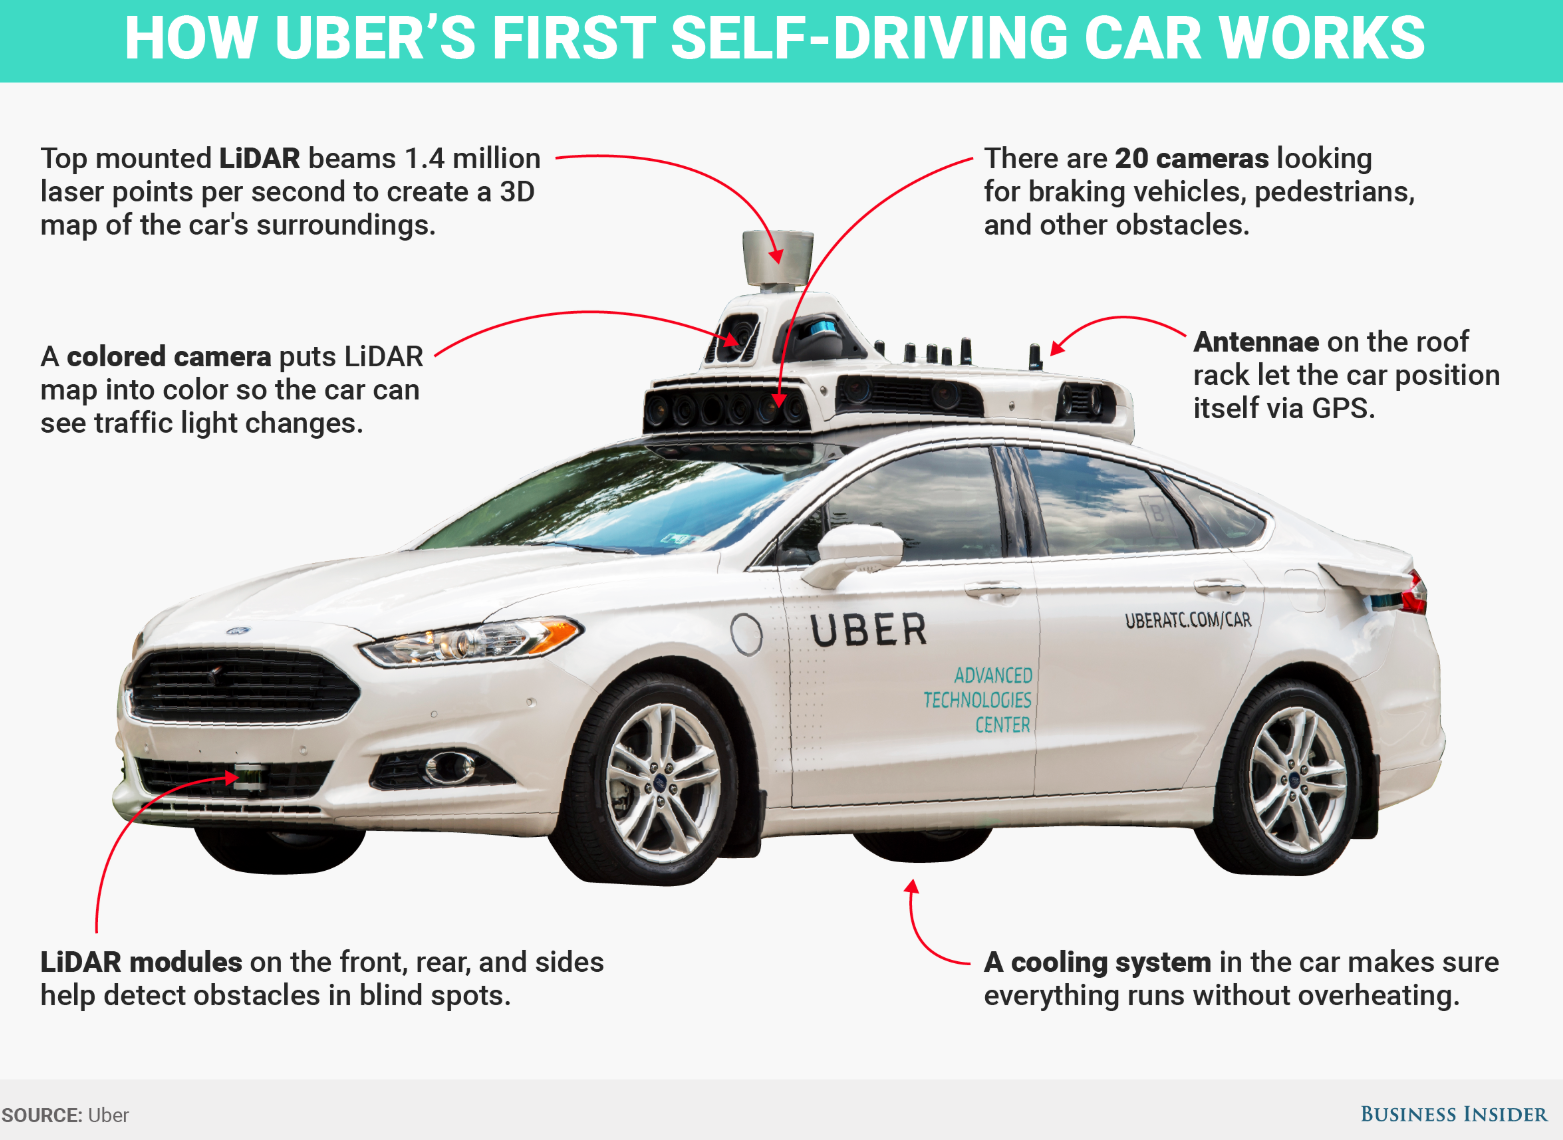 HOW UBER’S FIRST SELF-DRIVING CAR WORKS
Top mounted LiDAR beams 1.4 million
laser points per second to create a 3D
map of the car's surroundings.
There are 20 cameras looking
for braking vehicles, pedestrians,
and other obstacles.
A colored camera puts LiDAR
map into color so the car can
see traffic light changes.
Antennae on the roof
rack let the car position
itself via GPS.
UBER
UBERATC.COM/CAR
ADVANCED
TECHNOLOGIES
CENTER
LiDAR modules on the front, rear, and sides
help detect obstacles in blind spots.
A cooling system in the car makes sure
everything runs without overheating.
SOURCE: Uber
BUSINESS INSIDER